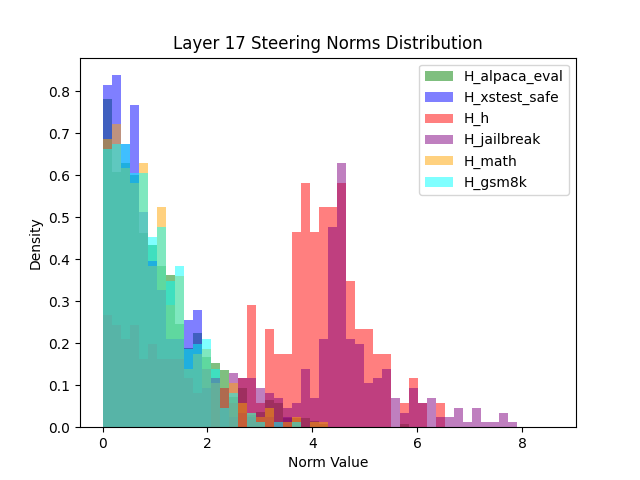 Layer 17 Steering Norms Distribution
H_alpaca_eval
H_xstest_safe
H_h
H_jailbreak
H_math
H_gsm8k
Density
0.8
0.7
0.6
0.5
0.4
0.3
0.2
0.1
0.0
0 2 4 6 8
Norm Value